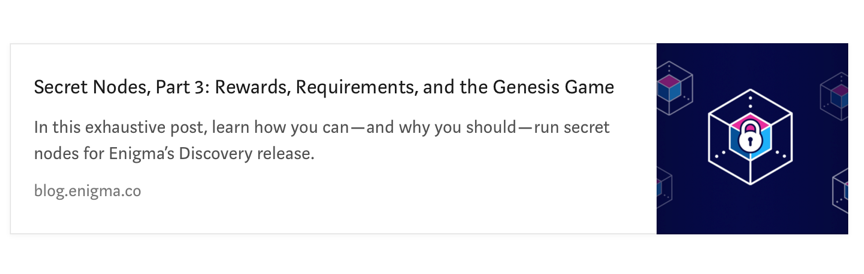 Secret Nodes, Part 3: Rewards, Requirements, and the Genesis Game
In this exhaustive post, learn how you can—and why you should—run secret
nodes for Enigma’s Discovery release.
blog.enigma.co